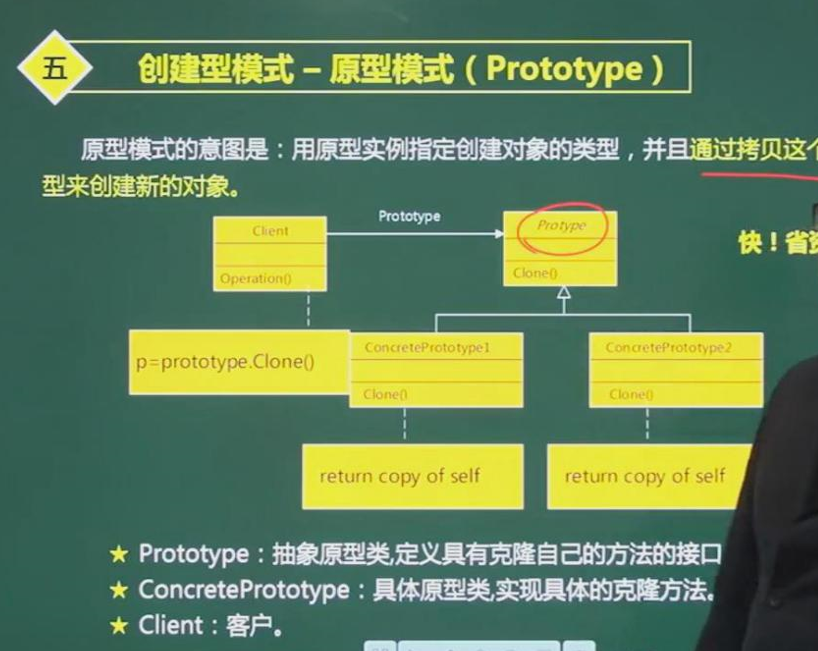 五
创建型模式 – 原型模式（Prototype）
原型模式的意图是：用原型实例指定创建对象的类型，并且通过拷贝这个
型来创建新的对象。
Prototype
Client
Operation()
Protype
Clone()
快！省资
p=prototype.Clone()
ConcretePrototype1
Clone()
ConcretePrototype2
Clone()
return copy of self
return copy of self
★ Prototype：抽象原型类,定义具有克隆自己的方法的接口
★ ConcretePrototype：具体原型类,实现具体的克隆方法。
★ Client：客户。